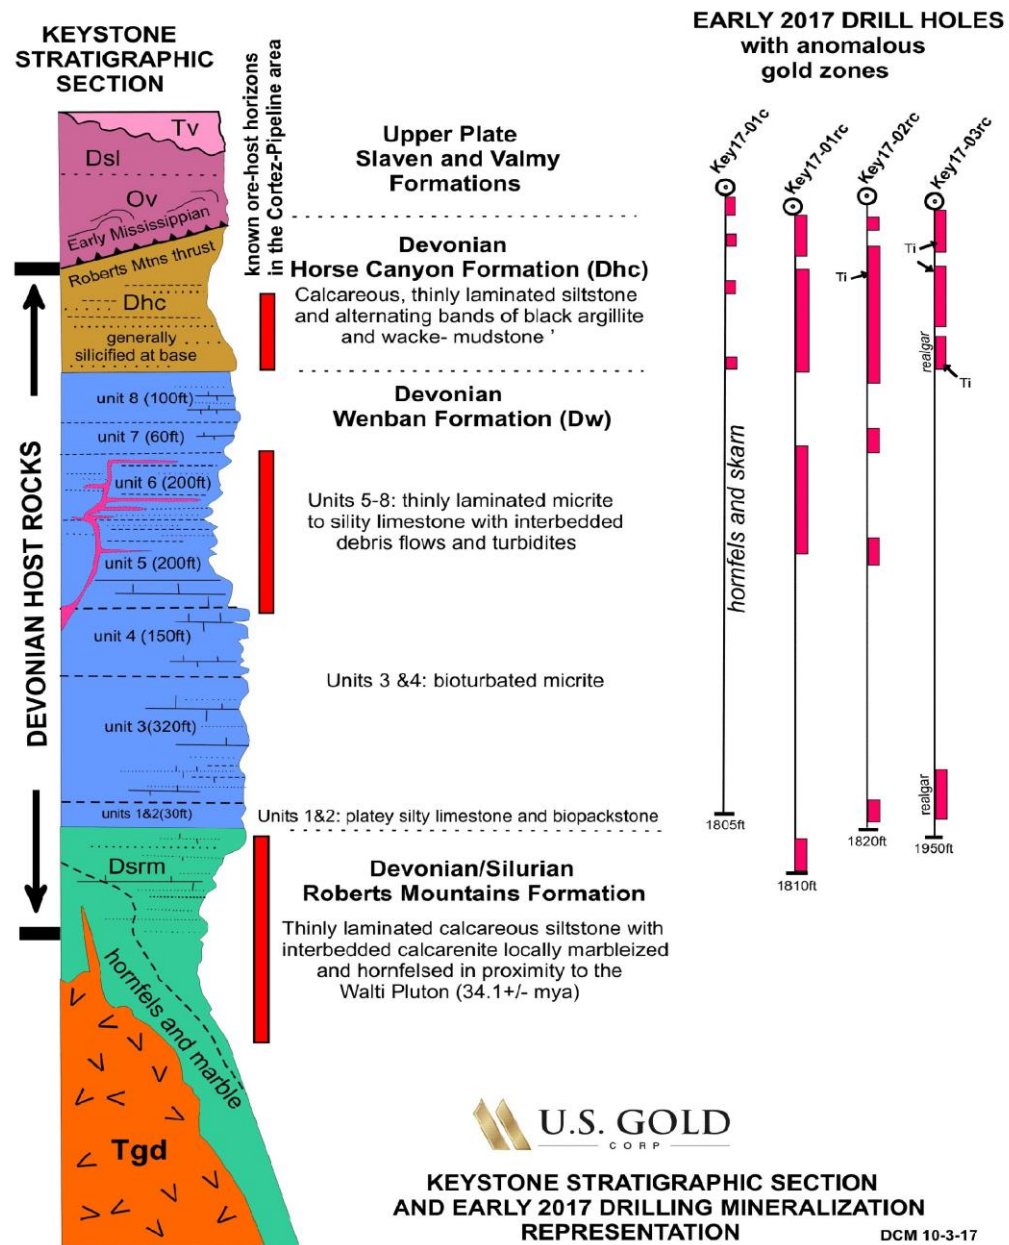 KEYSTONE
STRATIGRAPHIC
SECTION
known ore-host horizons
in the Cortez-Pipeline area
EARLY 2017 DRILL HOLES
with anomalous
gold zones
Key17-01c
Key17-01rc
Key17-02rc
Key17-03rc
Tv
Dsl
Ov
Early Mississippian
Roberts Mtns thrust
Dhc
generally
silicified at base
unit 8 (100ft)
unit 7 (60ft)
unit 6 (200ft)
unit 5 (200ft)
unit 4 (150ft)
unit 3(320ft)
units 1&2(30ft)
Dsrm
hornfels and marble
Tgd
DEVONIAN HOST ROCKS
Upper Plate
Slaven and Valmy
Formations
Devonian
Horse Canyon Formation (Dhc)
Calcareous, thinly laminated siltstone
and alternating bands of black argillite
and wacke- mudstone '
Devonian
Wenban Formation (Dw)
Units 5-8: thinly laminated micrite
to sility limestone with interbedded
debris flows and turbidites
Units 3 &4: bioturbated micrite
Units 1&2: platey silty limestone and biopackstone
Devonian/Silurian
Roberts Mountains Formation
Thinly laminated calcareous siltstone with
interbedded calcarenite locally marbleized
and hornfelsed in proximity to the
Walti Pluton (34.1+/- mya)
hornfels and skarn
Ti
Ti
realgar
Ti
realgar
1805ft
1810ft
1820ft
1950ft
U.S. GOLD
CORP
KEYSTONE STRATIGRAPHIC SECTION
AND EARLY 2017 DRILLING MINERALIZATION
REPRESENTATION
DCM 10-3-17